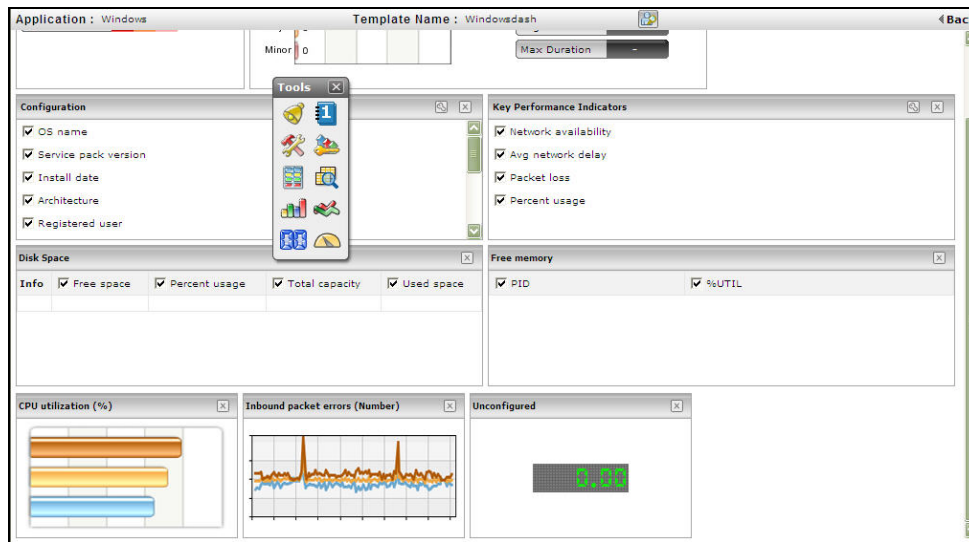 Application : Windows Template Name : Windowsdash Bac
Minor 0
Max Duration -
Tools
Configuration
OS name
Service pack version
Install date
Architecture
Registered user
1
Key Performance Indicators
Network availability
Avg network delay
Packet loss
Percent usage
Disk Space
Info Free space Percent usage Total capacity Used space
Free memory
PID %UTIL
CPU utilization (%)
Inbound packet errors (Number)
Unconfigured
0.00